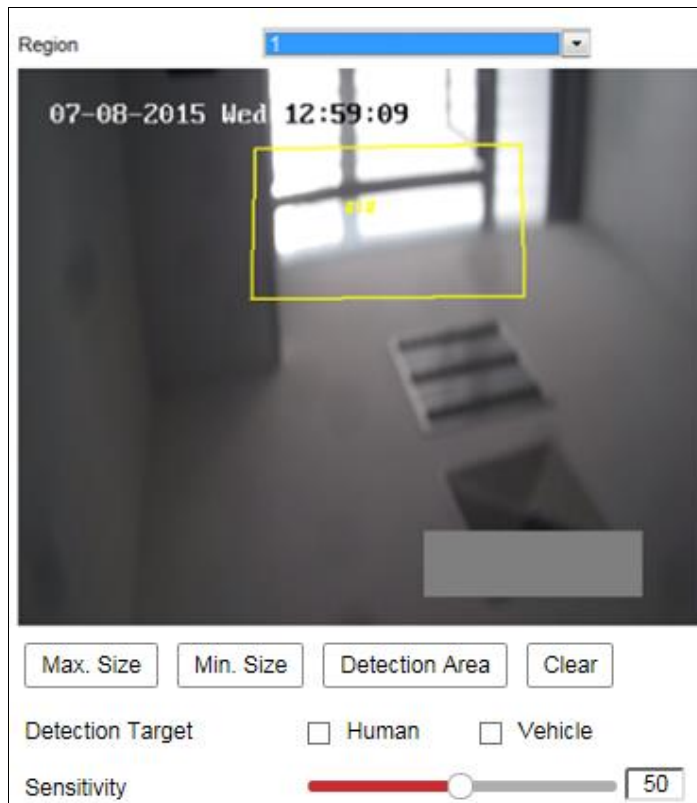 Region 1
07-08-2015 Wed 12:59:09
Max. Size Min. Size Detection Area Clear
Detection Target Human Vehicle
Sensitivity 50